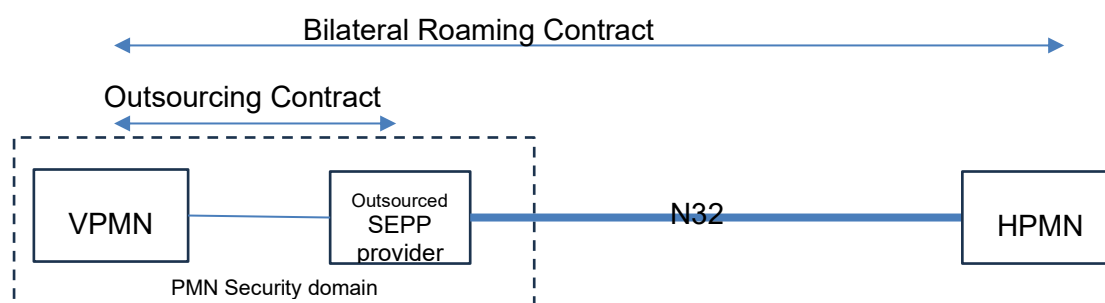 Bilateral Roaming Contract
Outsourcing Contract
VPMN
Outsourced
SEPP
provider
N32
HPMN
PMN Security domain